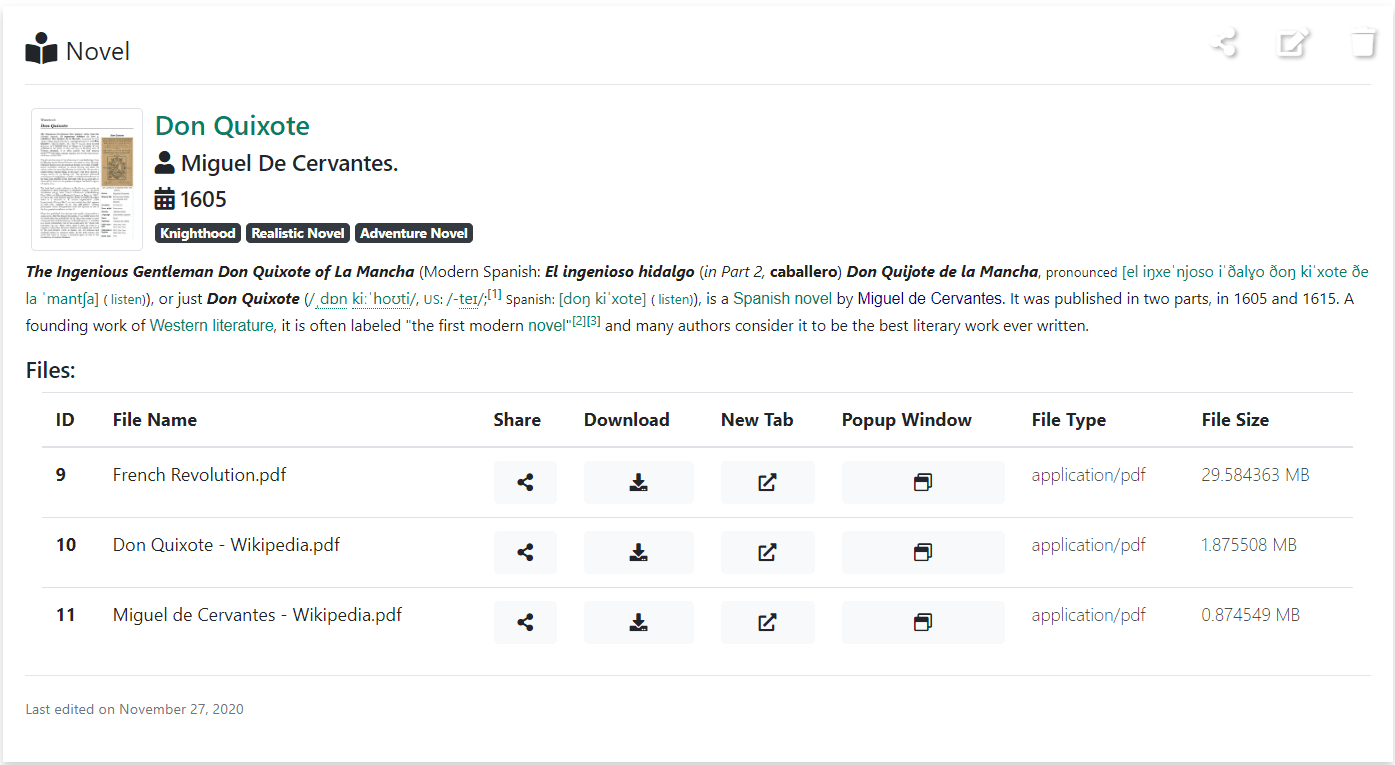 Novel
Don Quixote
Miguel De Cervantes.
1605
Knighthood Realistic Novel Adventure Novel
The Ingenious Gentleman Don Quixote of La Mancha (Modern Spanish: El ingenioso hidalgo (in Part 2, caballero) Don Quijote de la Mancha, pronounced [el iŋxeˈnjoso iˈðalɣo ðoŋ kiˈxote ðe
la ˈmantʃa] ( listen)), or just Don Quixote (/ˌdɒn kiːˈhoʊti/, US: /-teɪ/;[1] Spanish: [doŋ kiˈxote] ( listen)), is a Spanish novel by Miguel de Cervantes. It was published in two parts, in 1605 and 1615. A
founding work of Western literature, it is often labeled "the first modern novel"[2][3] and many authors consider it to be the best literary work ever written.
Files:
ID File Name Share Download New Tab Popup Window File Type File Size
9 French Revolution.pdf application/pdf 29.584363 MB
10 Don Quixote - Wikipedia.pdf application/pdf 1.875508 MB
11 Miguel de Cervantes - Wikipedia.pdf application/pdf 0.874549 MB
Last edited on November 27, 2020